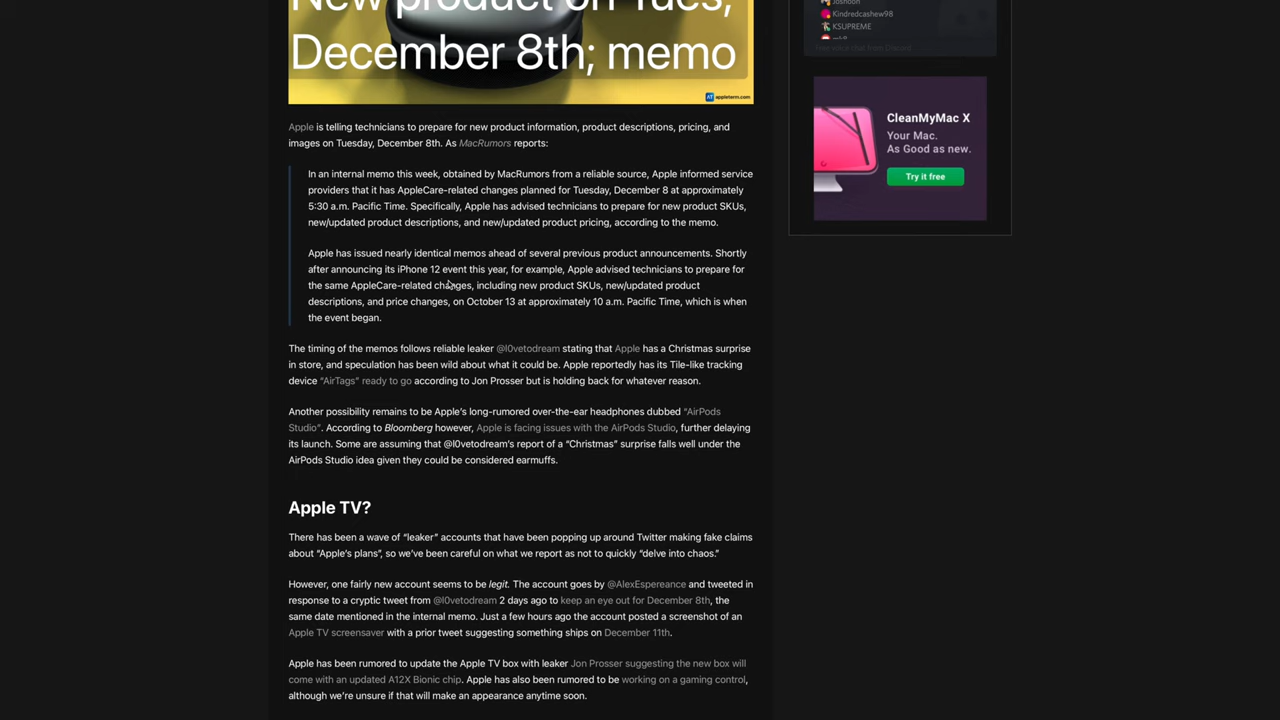 New product on Tues,
December 8th; memo
AT appleterm.com
Apple is telling technicians to prepare for new product information, product descriptions, pricing, and
images on Tuesday, December 8th. As MacRumors reports:
In an internal memo this week, obtained by MacRumors from a reliable source, Apple informed service
providers that it has AppleCare-related changes planned for Tuesday, December 8 at approximately
5:30 a.m. Pacific Time. Specifically, Apple has advised technicians to prepare for new product SKUs,
new/updated product descriptions, and new/updated product pricing, according to the memo.
Apple has issued nearly identical memos ahead of several previous product announcements. Shortly
after announcing its iPhone 12 event this year, for example, Apple advised technicians to prepare for
the same AppleCare-related changes, including new product SKUs, new/updated product
descriptions, and price changes, on October 13 at approximately 10 a.m. Pacific Time, which is when
the event began.
The timing of the memos follows reliable leaker @l0vetodream stating that Apple has a Christmas surprise
in store, and speculation has been wild about what it could be. Apple reportedly has its Tile-like tracking
device “AirTags” ready to go according to Jon Prosser but is holding back for whatever reason.
Another possibility remains to be Apple’s long-rumored over-the-ear headphones dubbed “AirPods
Studio”. According to Bloomberg however, Apple is facing issues with the AirPods Studio, further delaying
its launch. Some are assuming that @l0vetodream’s report of a “Christmas” surprise falls well under the
AirPods Studio idea given they could be considered earmuffs.
Apple TV?
There has been a wave of “leaker” accounts that have been popping up around Twitter making fake claims
about “Apple’s plans”, so we’ve been careful on what we report as not to quickly “delve into chaos.”
However, one fairly new account seems to be legit. The account goes by @AlexEspereance and tweeted in
response to a cryptic tweet from @l0vetodream 2 days ago to keep an eye out for December 8th, the
same date mentioned in the internal memo. Just a few hours ago the account posted a screenshot of an
Apple TV screensaver with a prior tweet suggesting something ships on December 11th.
Apple has been rumored to update the Apple TV box with leaker Jon Prosser suggesting the new box will
come with an updated A12X Bionic chip. Apple has also been rumored to be working on a gaming control,
although we’re unsure if that will make an appearance anytime soon.
Kindredcashew98
KSUPREME
Free voice chat from Discord
CleanMyMac X
Your Mac.
As Good as new.
Try it free